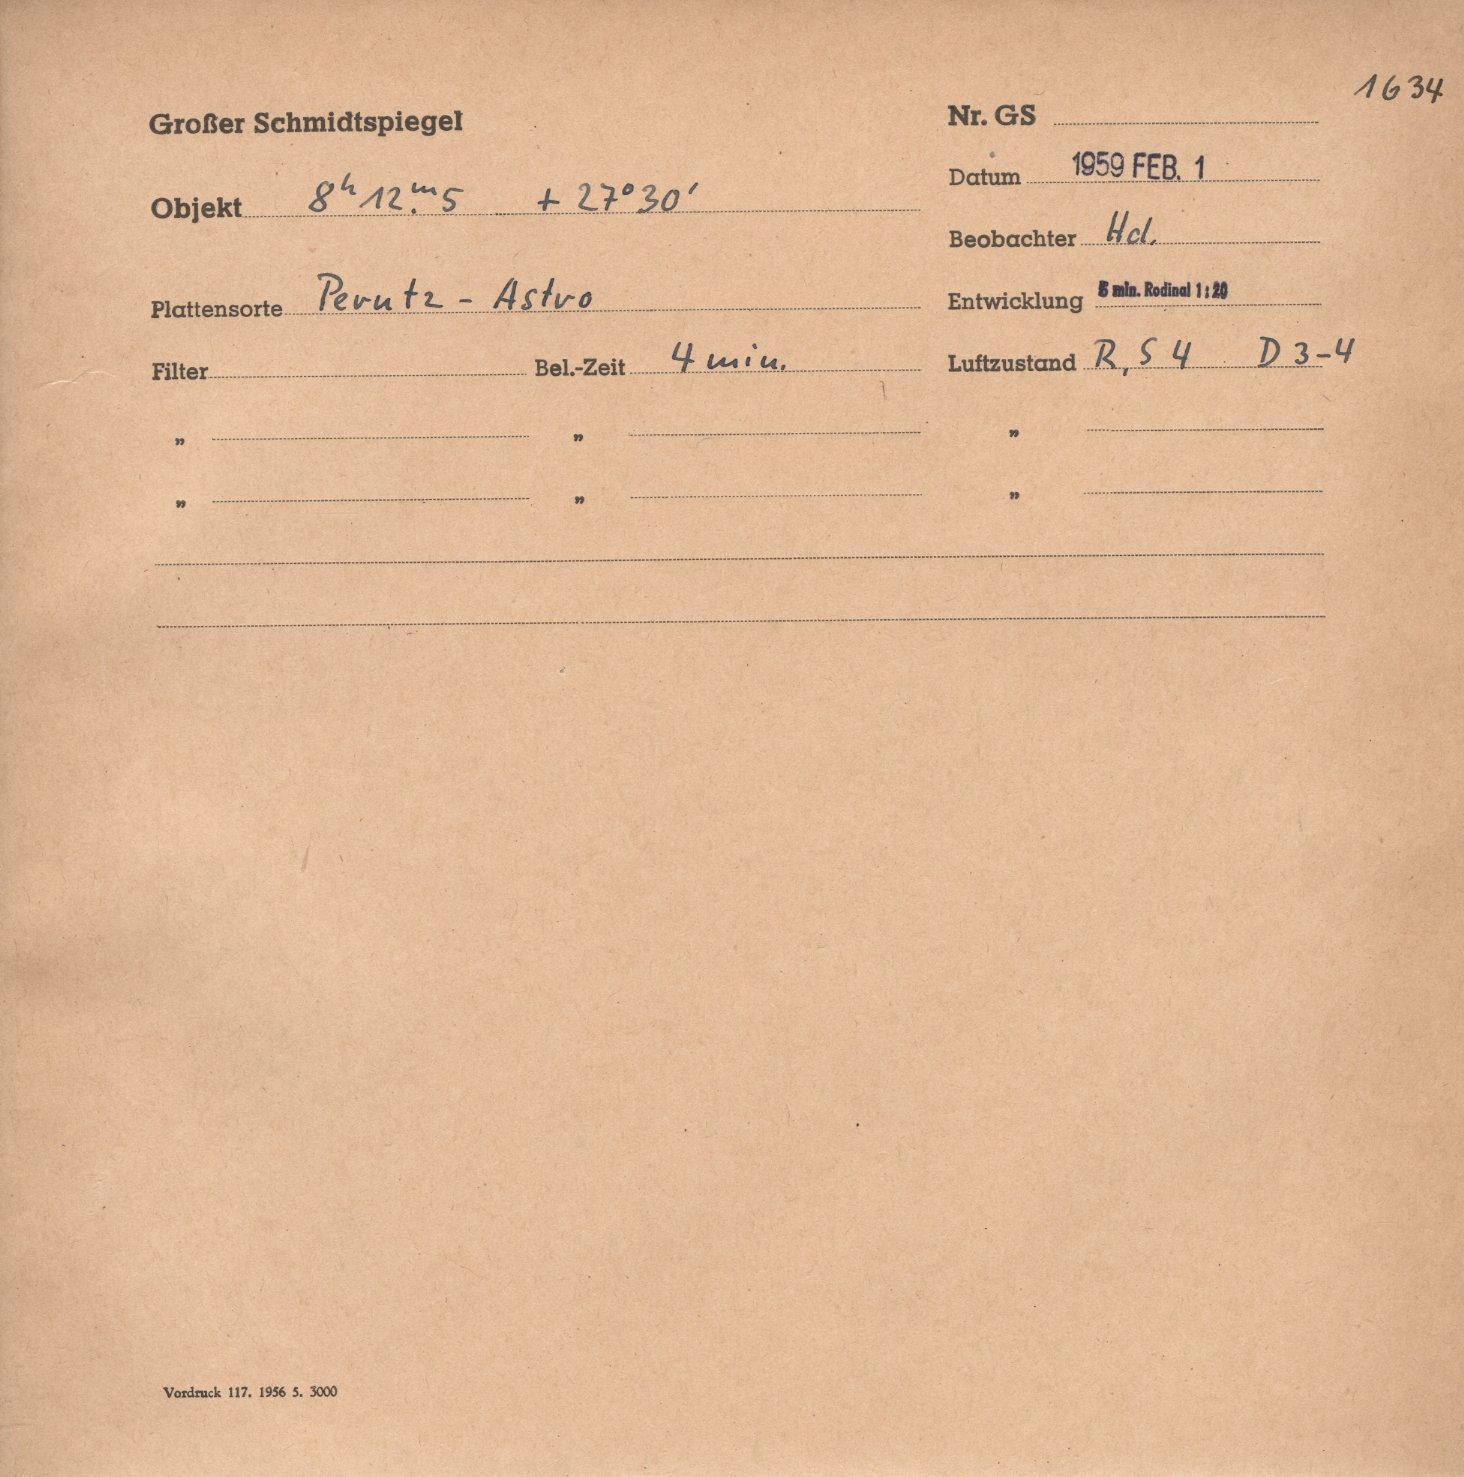 1634
Großer Schmidtspiegel
Nr. GS
Datum 1959 FEB. 1
Objekt 8h 12m.5 + 27°30'
Beobachter Hd.
Plattensorte Perutz - Astro
Entwicklung 5 min. Rodinal 1:20
Filter Bel.-Zeit 4 min. Luftzustand R, S 4 D 3-4
„ „ „
„ „ „
Vordruck 117. 1956 5. 3000